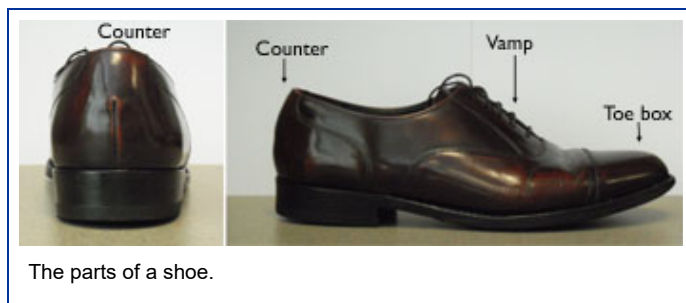 Counter
Counter
Vamp
Toe box
The parts of a shoe.